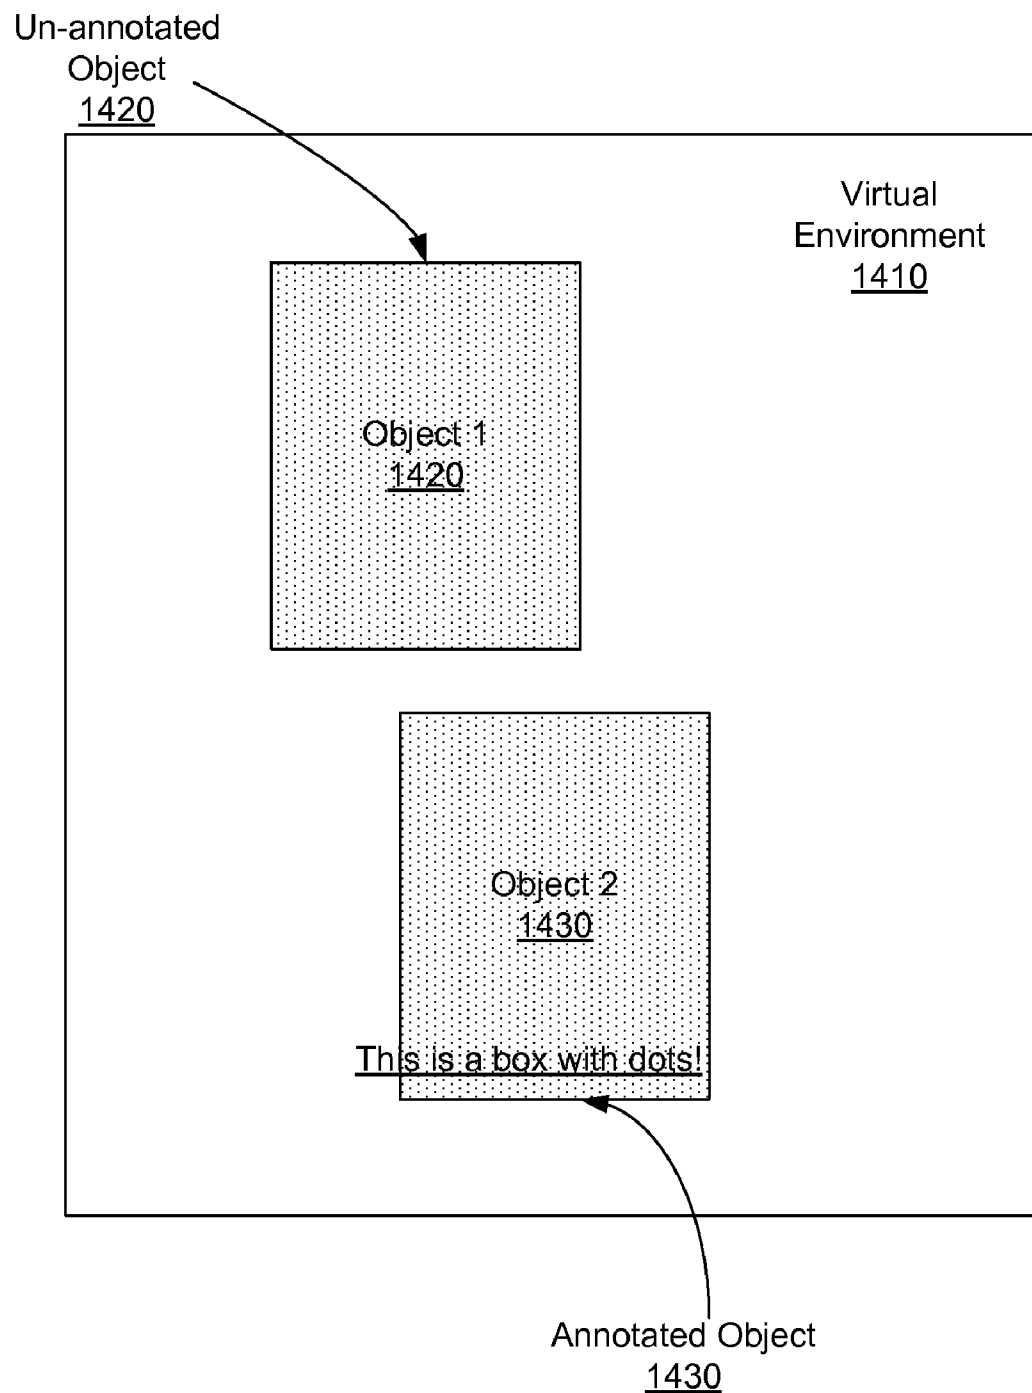 Un-annotated
Object
1420
Virtual
Environment
1410
Object 1
1420
Object 2
1430
This is a box with dots!
Annotated Object
1430